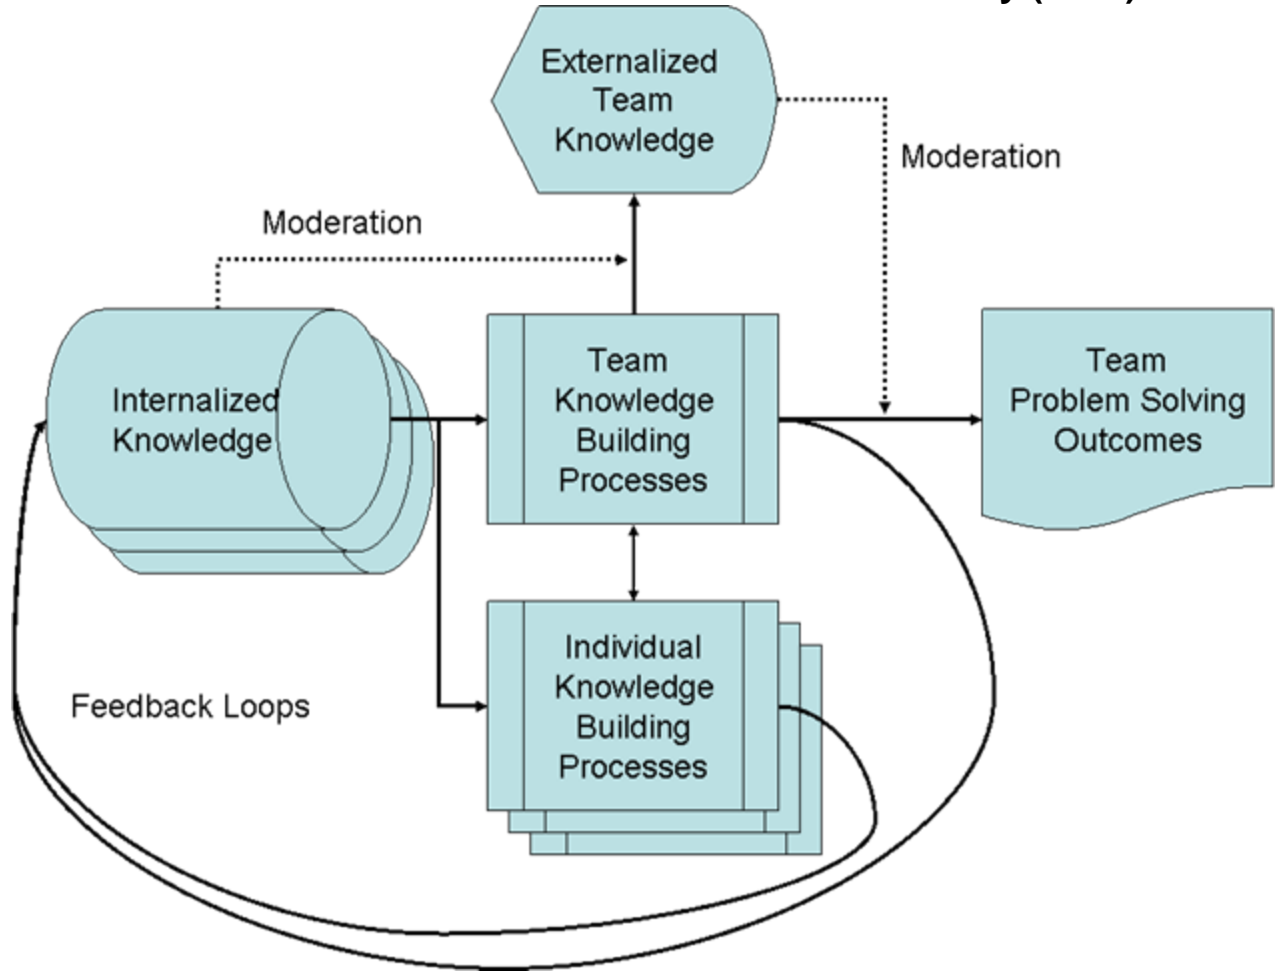 Externalized
Team
Knowledge
Moderation
Moderation
Internalized
Knowledge
Team
Knowledge
Building
Processes
Team
Problem Solving
Outcomes
Individual
Knowledge
Building
Processes
Feedback Loops